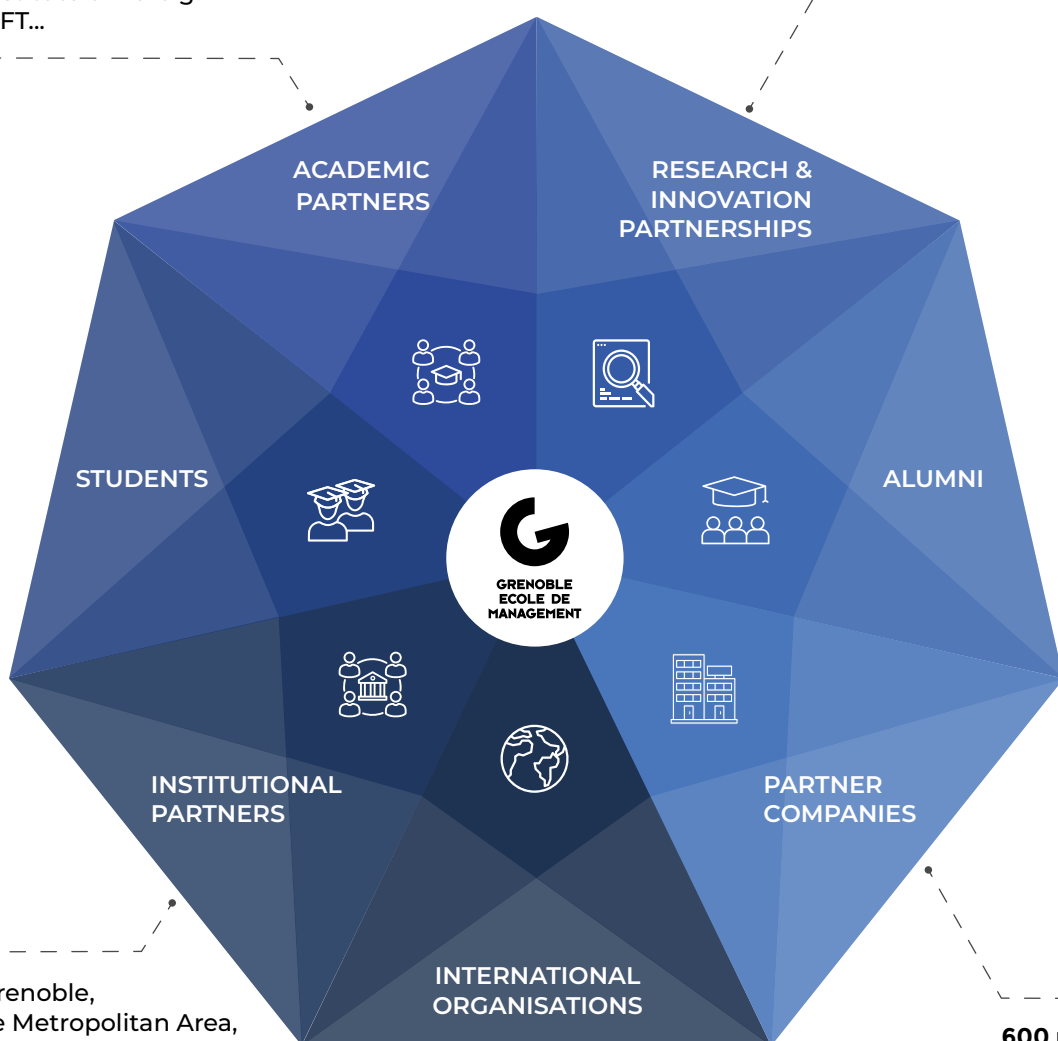 FT...
ACADEMIC
PARTNERS
RESEARCH &
INNOVATION
PARTNERSHIPS
STUDENTS
ALUMNI
GRENOBLE
ECOLE DE
MANAGEMENT
INSTITUTIONAL
PARTNERS
PARTNER
COMPANIES
INTERNATIONAL
ORGANISATIONS
Metropolitan Area,
600